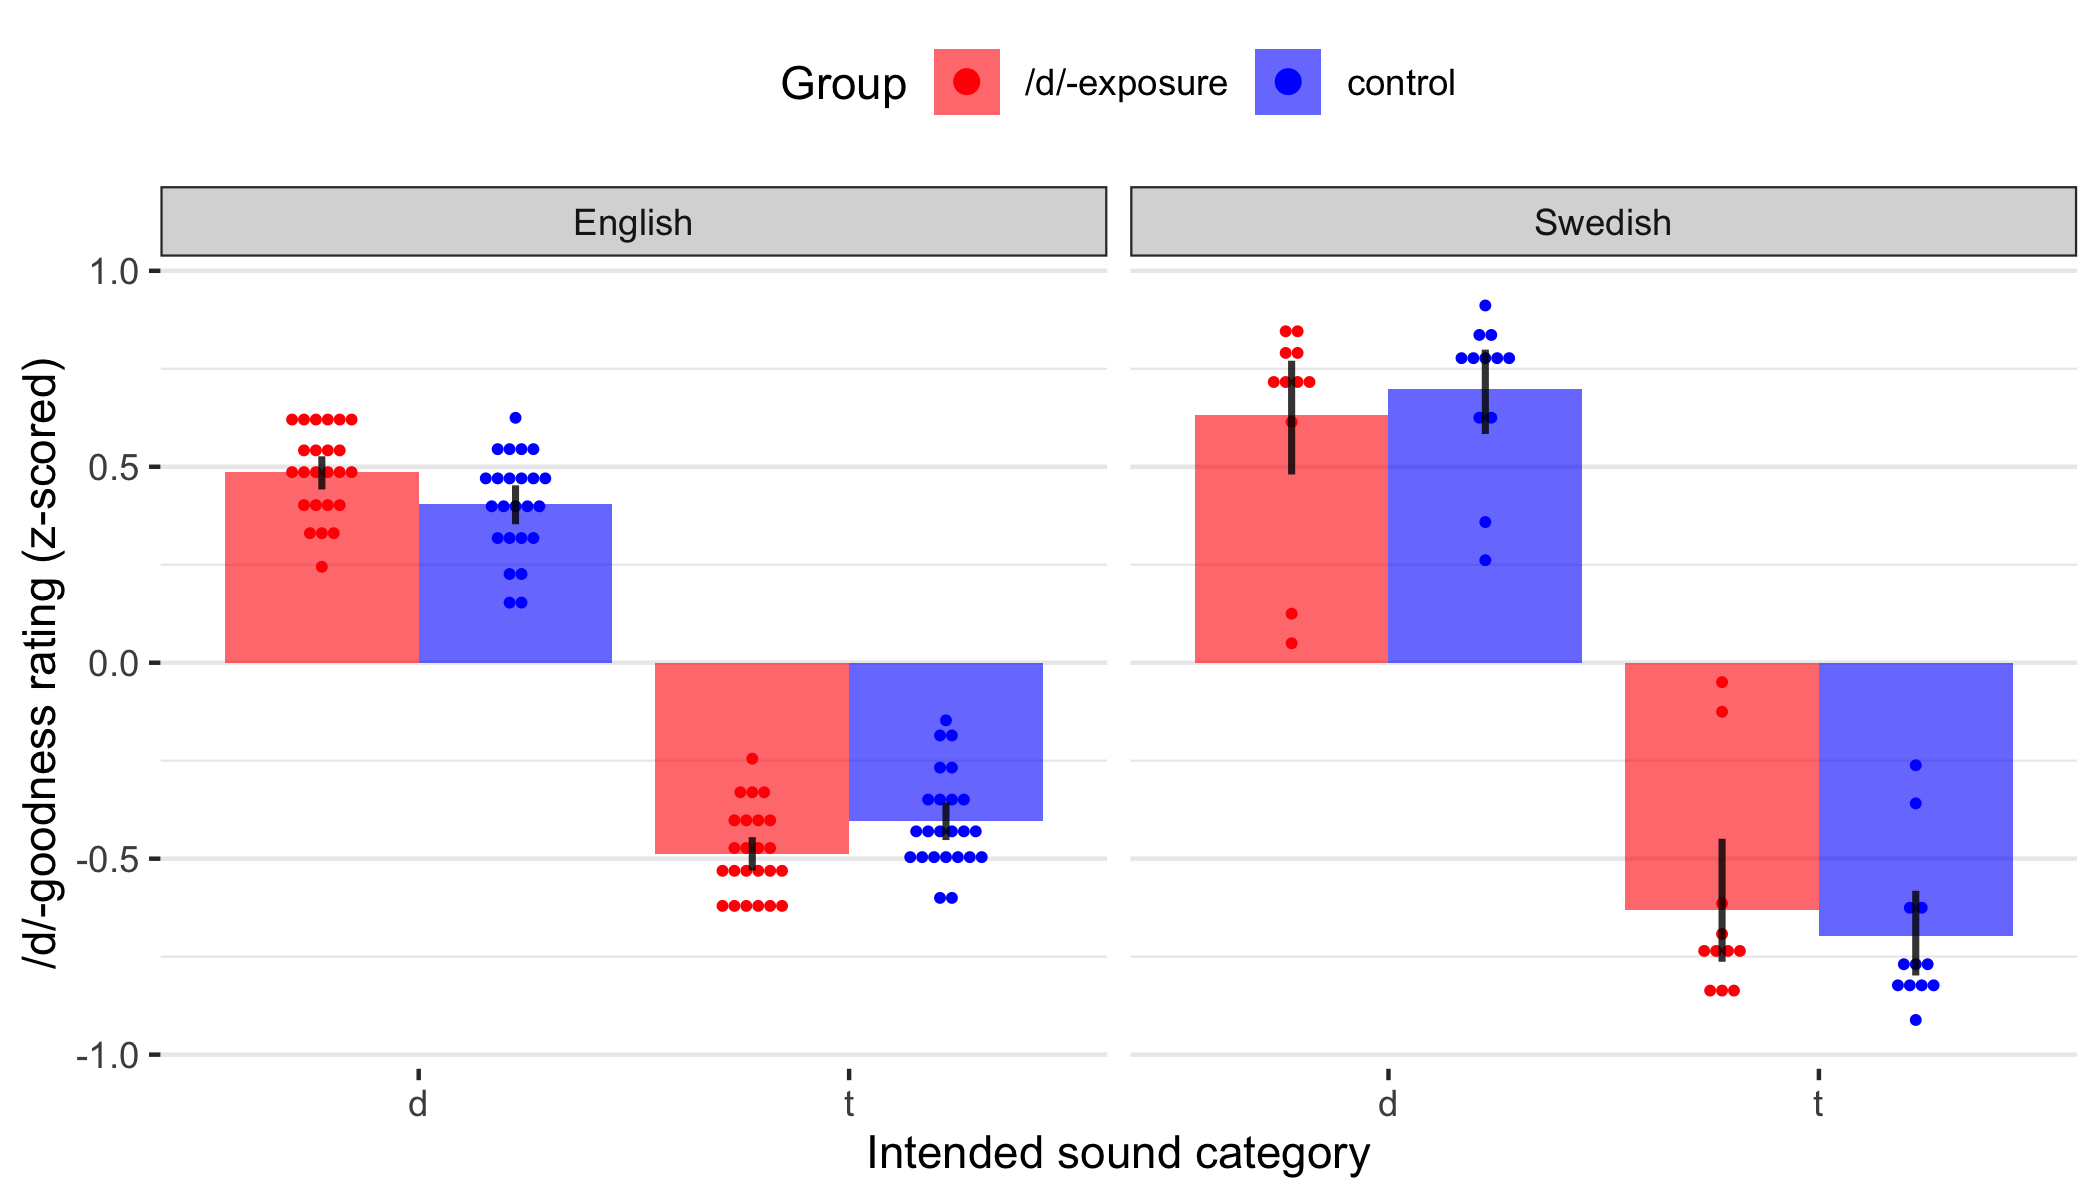 Group /d/-exposure control
English Swedish
1.0
0.5
0.0
-0.5
-1.0
/d/-goodness rating (z-scored)
d t d t
Intended sound category